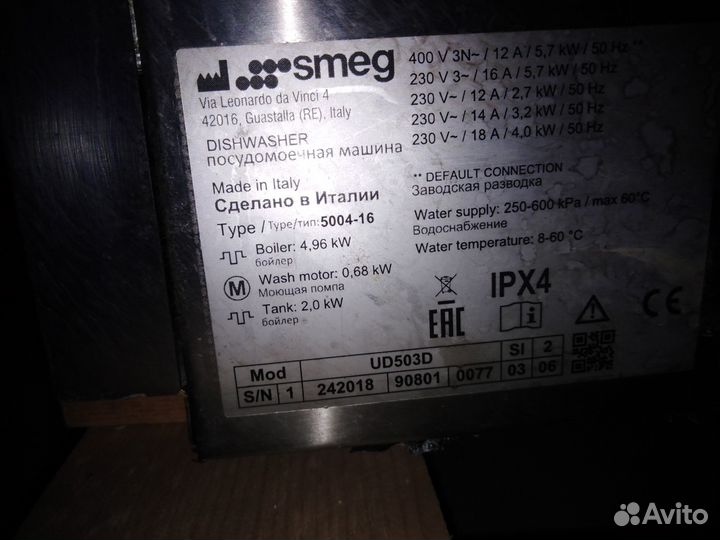 smeg
Via Leonardo da Vinci 4
42016, Guastalla (RE), Italy
DISHWASHER
посудомоечная машина
Made in Italy
Сделано в Италии
Type / Type/тип: 5004-16
Boiler: 4,96 kW
бойлер
M Wash motor: 0,68 kW
Моющая помпа
Tank: 2,0 kW
бойлер
400 V 3N~ / 12 A / 5,7 kW / 50 Hz **
230 V 3~ / 16 A / 5,7 kW / 50 Hz
230 V~ / 12 A / 2,7 kW / 50 Hz
230 V~ / 14 A / 3,2 kW / 50 Hz
230 V~ / 18 A / 4,0 kW / 50 Hz
** DEFAULT CONNECTION
Заводская разводка
Water supply: 250-600 kPa / max 60°C
Водоснабжение
Water temperature: 8-60 °C
IPX4
EAC i CE
Mod UD503D SI 2
S/N 1 242018 90801 0077 03 06
Avito